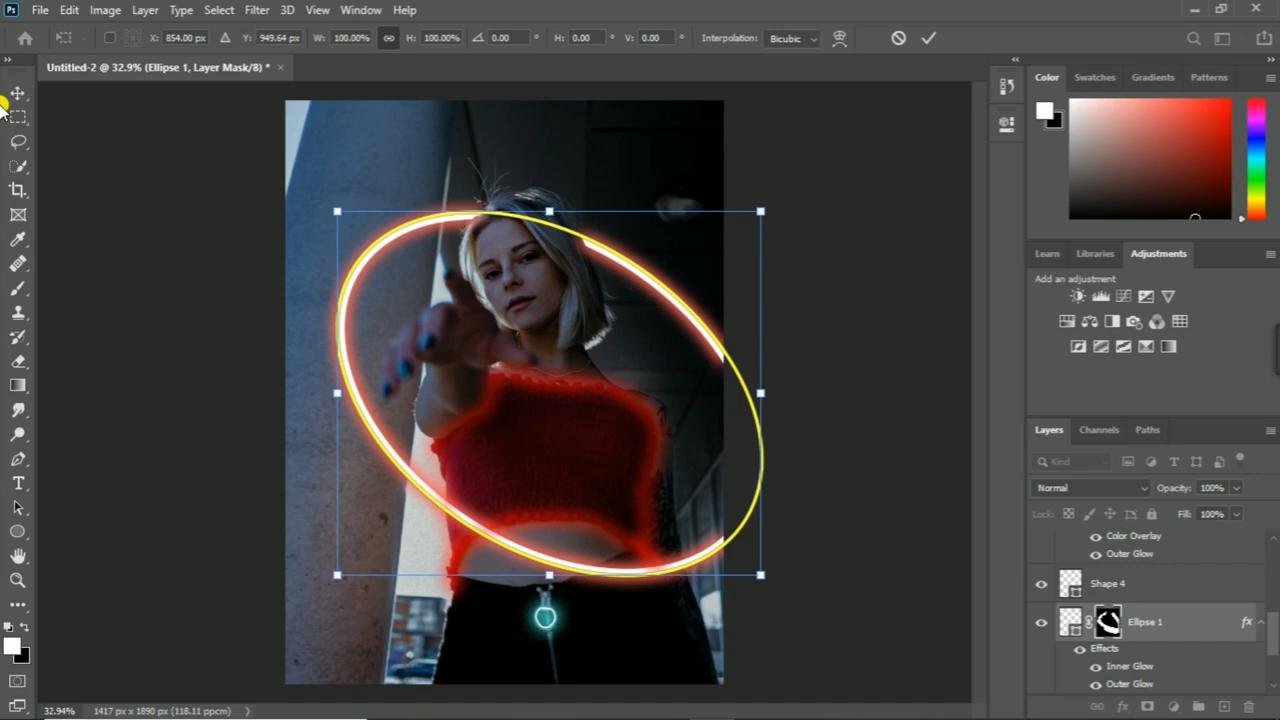 Ps File Edit Image Layer Type Select Filter 3D View Window Help
X: 854.00 px Y: 949.64 px W: 100.00% H: 100.00% 0.00 ° H: 0.00 ° V: 0.00 ° Interpolation: Bicubic
Untitled-2 @ 32.9% (Ellipse 1, Layer Mask/8) * ×
Color Swatches Gradients Patterns
Learn Libraries Adjustments
Add an adjustment
Layers Channels Paths
Kind
Normal Opacity: 100%
Lock: Fill: 100%
Color Overlay
Outer Glow
Shape 4
Ellipse 1 fx
Effects
Inner Glow
Outer Glow
32.94% 1417 px x 1890 px (118.11 ppcm)